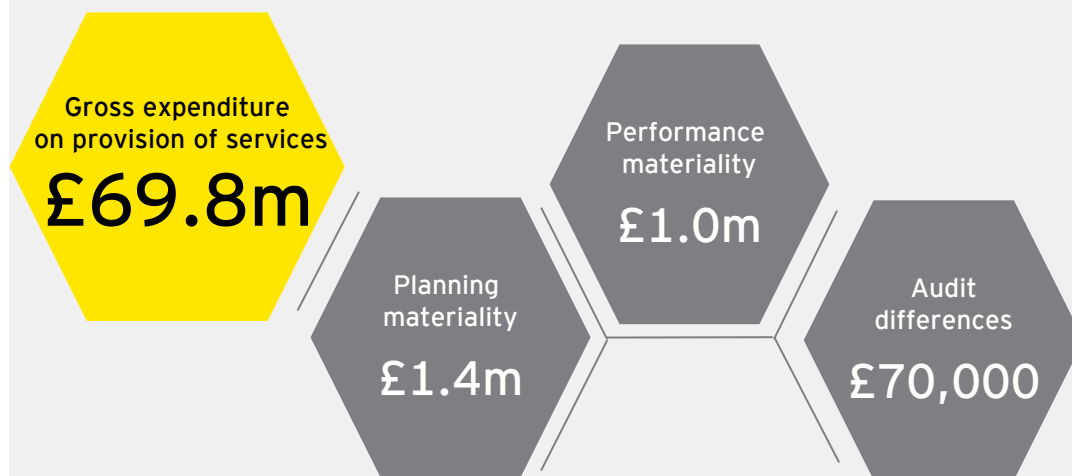 Gross expenditure
on provision of services
£69.8m
Planning
materiality
£1.4m
Performance
materiality
£1.0m
Audit
differences
£70,000